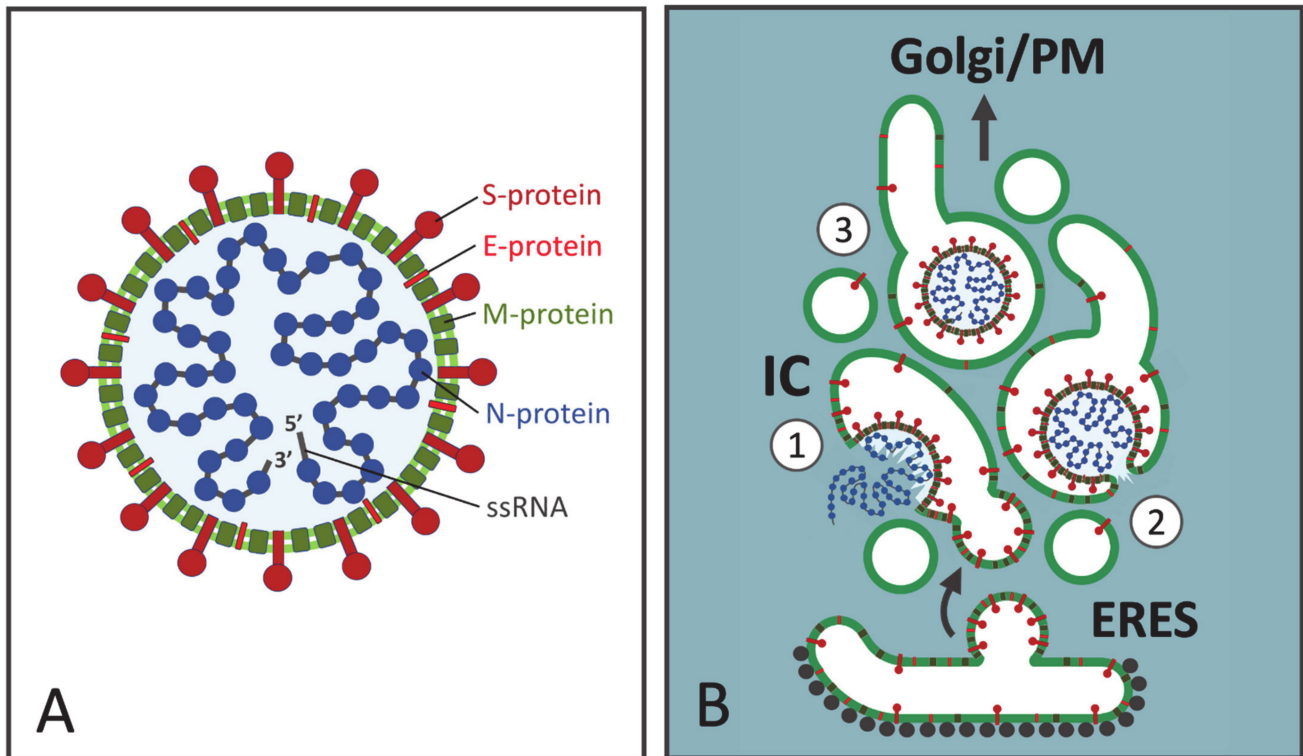 S-protein
E-protein
M-protein
N-protein
5’
3’
ssRNA
A
Golgi/PM
3
IC
1
2
ERES
B